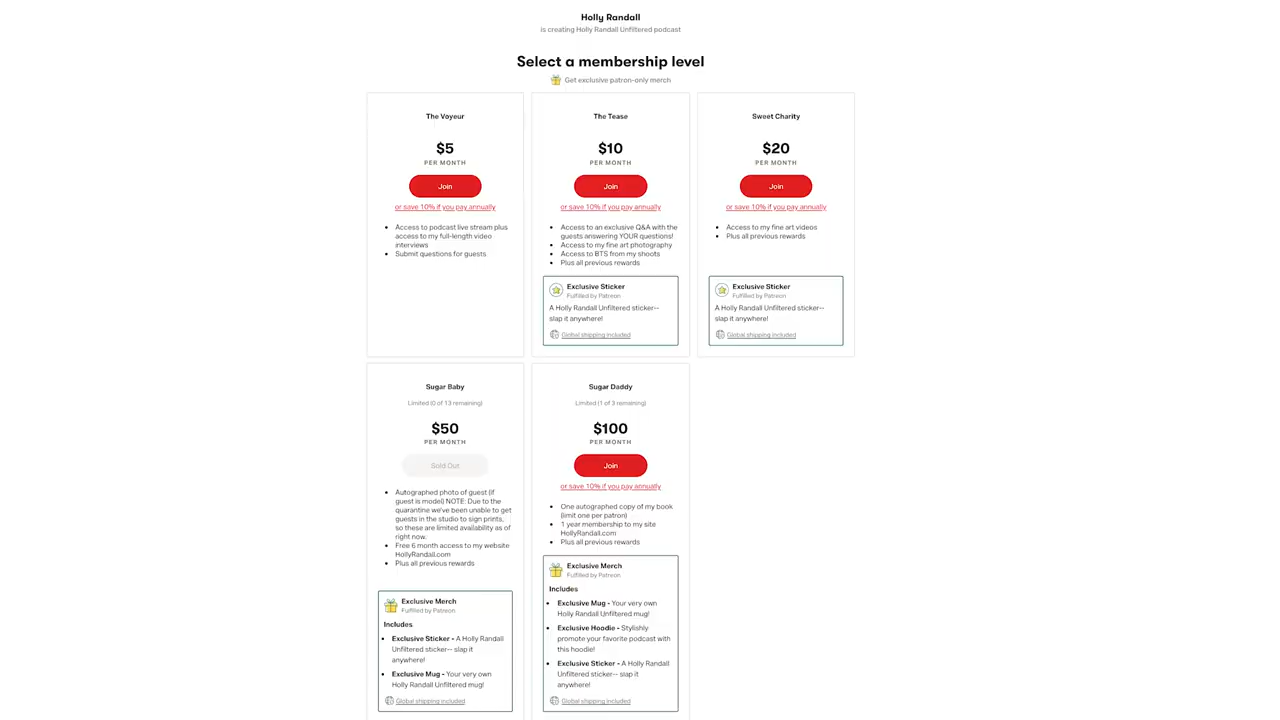 Holly Randall
is creating Holly Randall Unfiltered podcast
Select a membership level
Get exclusive patron-only merch
The Voyeur
$5
PER MONTH
Join
or save 10% if you pay annually
Access to podcast live stream plus
access to my full-length video
interviews
Submit questions for guests
The Tease
$10
PER MONTH
Join
or save 10% if you pay annually
Access to an exclusive Q&A with the
guests answering YOUR questions!
Access to my fine art photography
Access to BTS from my shoots
Plus all previous rewards
Exclusive Sticker
Fulfilled by Patreon
A Holly Randall Unfiltered sticker--
slap it anywhere!
Global shipping included
Sweet Charity
$20
PER MONTH
Join
or save 10% if you pay annually
Access to my fine art videos
Plus all previous rewards
Exclusive Sticker
Fulfilled by Patreon
A Holly Randall Unfiltered sticker--
slap it anywhere!
Global shipping included
Sugar Baby
Limited (0 of 13 remaining)
$50
PER MONTH
Sold Out
Autographed photo of guest (if
guest is model) NOTE: Due to the
quarantine we've been unable to get
guests in the studio to sign prints,
so these are limited availability as of
right now.
Free 6 month access to my website
HollyRandall.com
Plus all previous rewards
Exclusive Merch
Fulfilled by Patreon
Includes
Exclusive Sticker - A Holly Randall
Unfiltered sticker-- slap it
anywhere!
Exclusive Mug - Your very own
Holly Randall Unfiltered mug!
Global shipping included
Sugar Daddy
Limited (1 of 3 remaining)
$100
PER MONTH
Join
or save 10% if you pay annually
One autographed copy of my book
(limit one per patron)
1 year membership to my site
HollyRandall.com
Plus all previous rewards
Exclusive Merch
Fulfilled by Patreon
Includes
Exclusive Mug - Your very own
Holly Randall Unfiltered mug!
Exclusive Hoodie - Stylishly
promote your favorite podcast with
this hoodie!
Exclusive Sticker - A Holly Randall
Unfiltered sticker-- slap it
anywhere!
Global shipping included